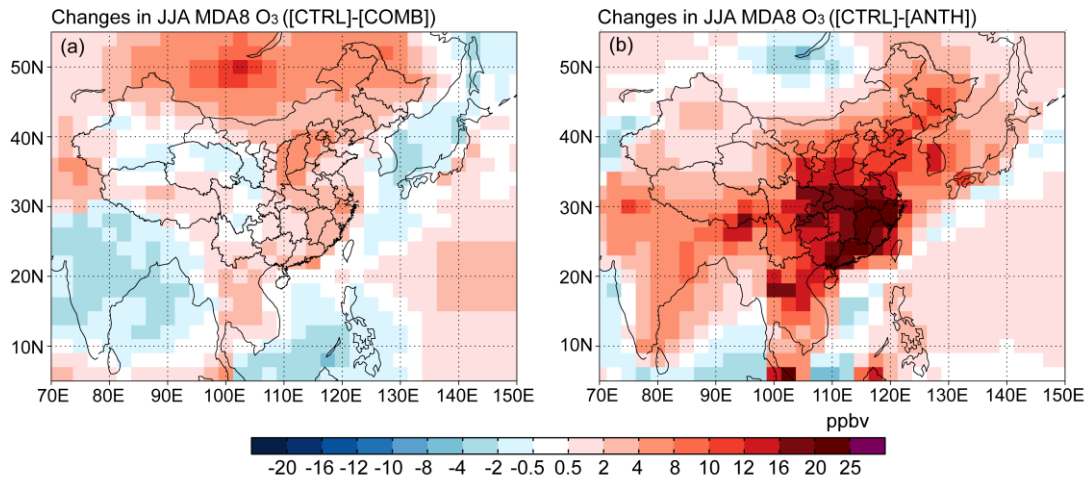 Changes in JJA MDA8 O₃ ([CTRL]-[COMB])
Changes in JJA MDA8 O₃ ([CTRL]-[ANTH])
(a)
(b)
50N
40N
30N
20N
10N
70E 80E 90E 100E 110E 120E 130E 140E 150E
50N
40N
30N
20N
10N
70E 80E 90E 100E 110E 120E 130E 140E 150E
ppbv
-20 -16 -12 -10 -8 -4 -2 -0.5 0.5 2 4 8 10 12 16 20 25